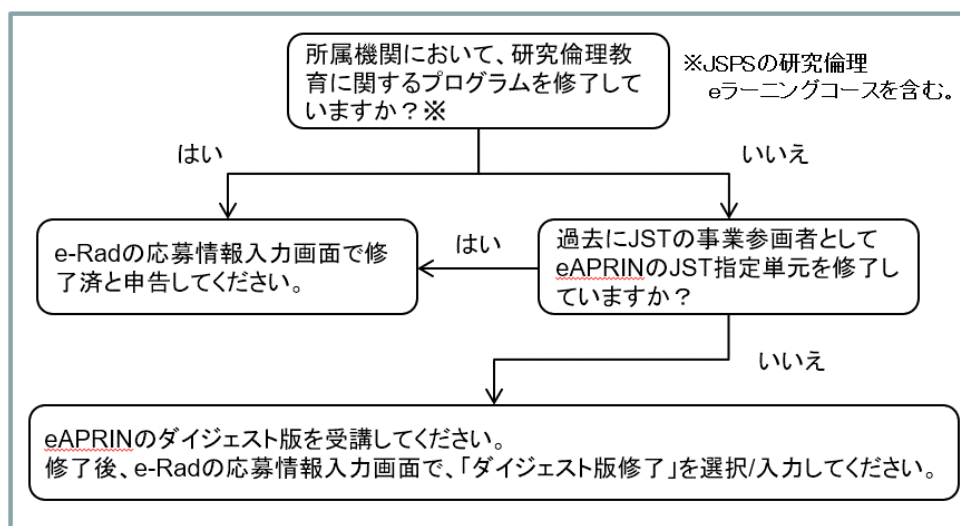 所属機関において、研究倫理教
育に関するプログラムを修了して
いますか？※
※JSPSの研究倫理
eラーニングコースを含む。
はい
いいえ
e-Radの応募情報入力画面で修
了済と申告してください。
はい
過去にJSTの事業参画者として
eAPRINのJST指定単元を修了し
ていますか？
いいえ
eAPRINのダイジェスト版を受講してください。
修了後、e-Radの応募情報入力画面で、「ダイジェスト版修了」を選択/入力してください。